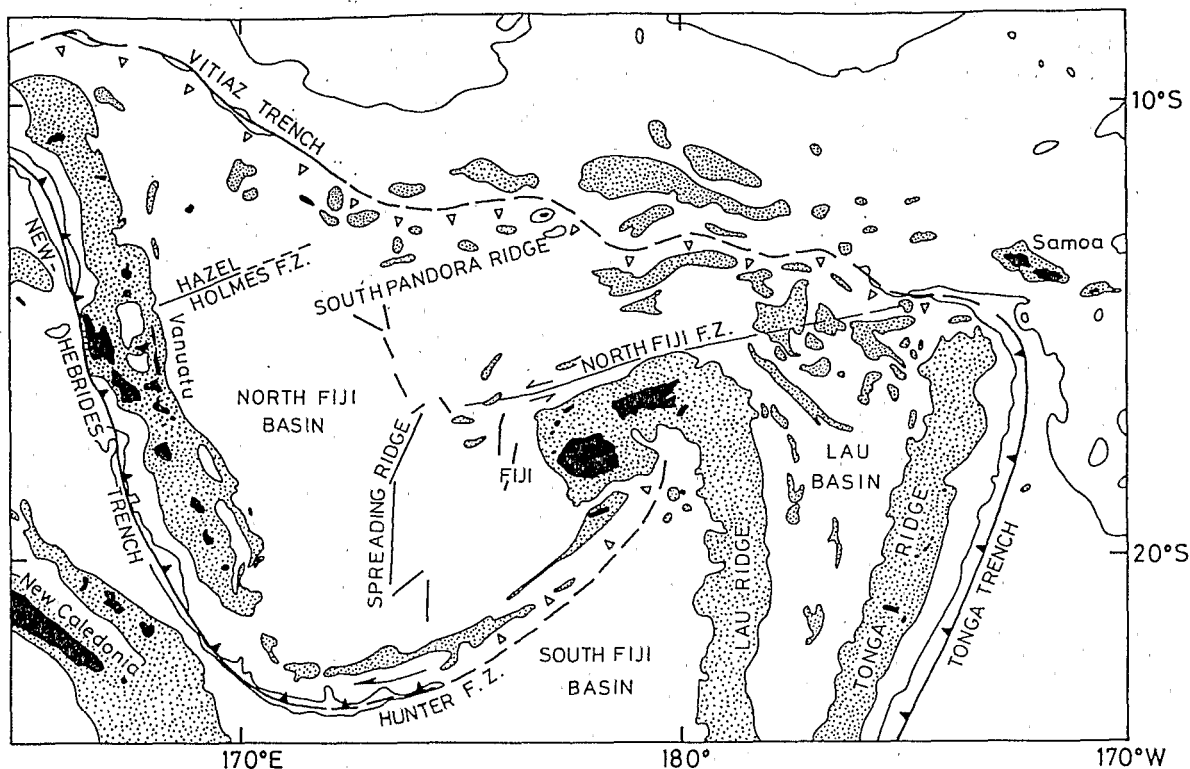 VITIAZ TRENCH
10°S
NEW
HEBRIDES
TRENCH
HAZEL
HOLMES F.Z.
SOUTH PANDORA RIDGE
Samoa
Vanuatu
NORTH FIJI F.Z.
NORTH FIJI
BASIN
SPREADING RIDGE
FIJI
LAU
BASIN
LAU RIDGE
TONGA RIDGE
TONGA TRENCH
20°S
New Caledonia
SOUTH FIJI
BASIN
HUNTER F.Z.
170°E
180°
170°W